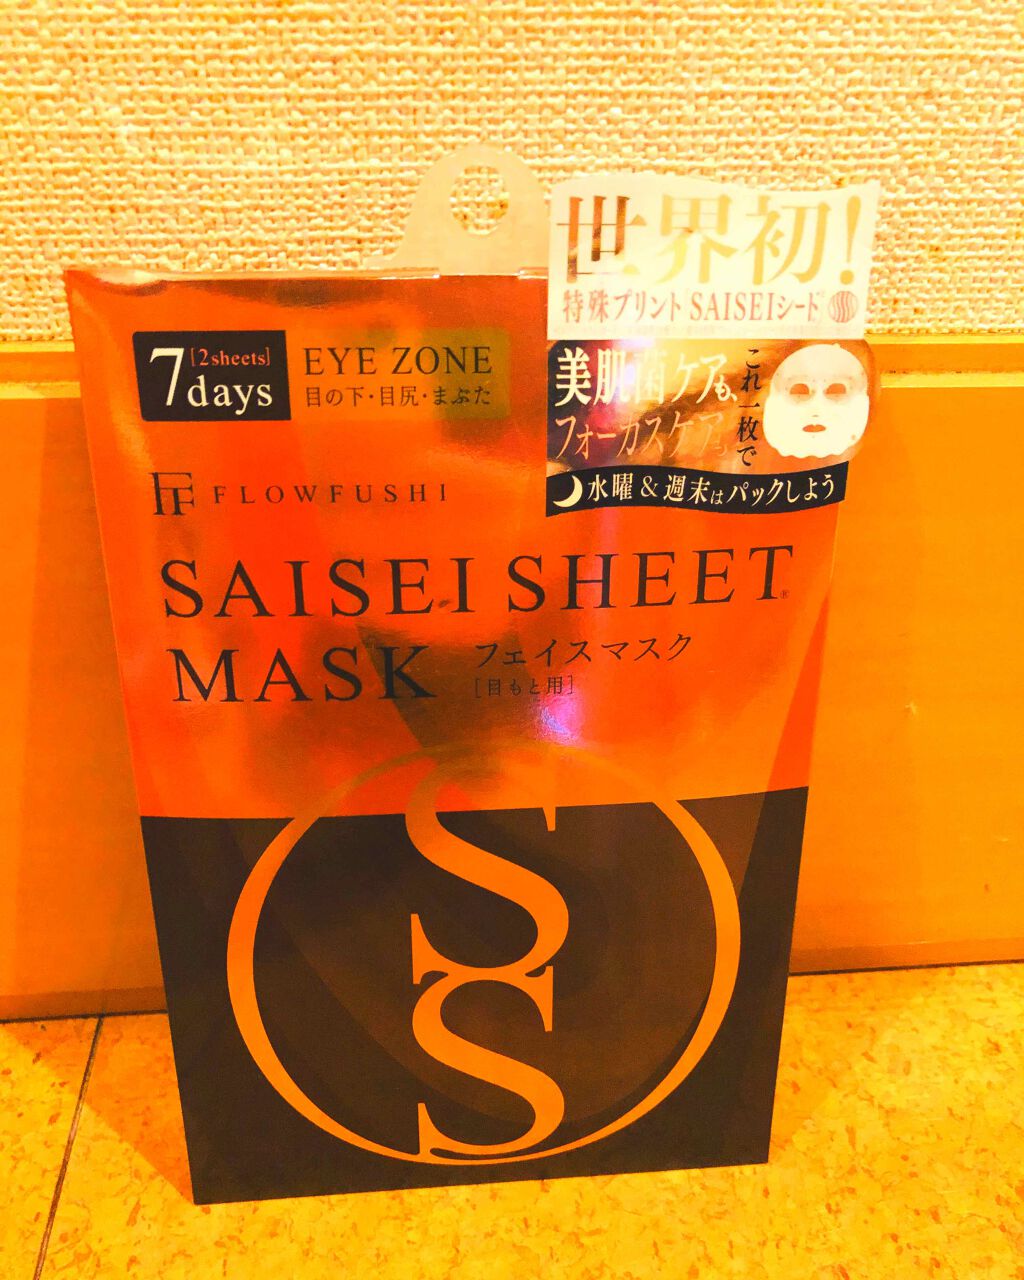 世界初!
特殊プリント「SAISEIシード®」
美肌菌ケアも、
フォーカスケアも
これ一枚で
水曜&週末はパックしよう
7days
[2sheets]
EYE ZONE
目の下・目尻・まぶた
FLOWFUSHI
SAISEI SHEET®
MASK
フェイスマスク
[目もと用]
SS